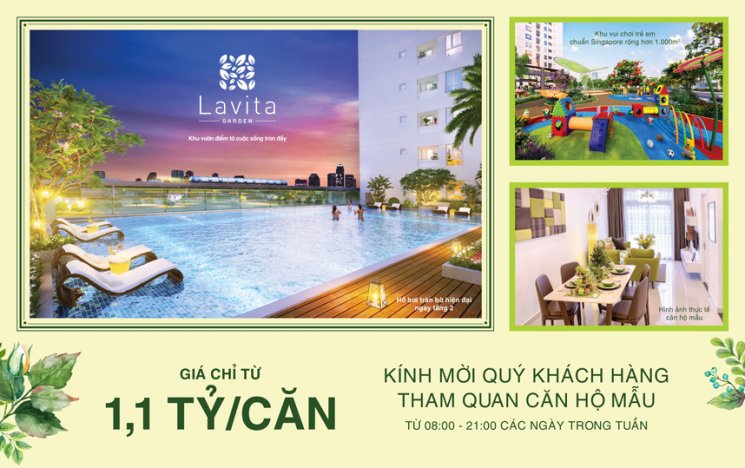 Lavita
GARDEN
Khu vườn điểm tô cuộc sống tròn đầy
Hồ bơi tràn bờ hiện đại
ngay tầng 2
Khu vui chơi trẻ em
chuẩn Singapore rộng hơn 1.000m²
Hình ảnh thực tế
căn hộ mẫu
GIÁ CHỈ TỪ
1,1 TỶ/CĂN
KÍNH MỜI QUÝ KHÁCH HÀNG
THAM QUAN CĂN HỘ MẪU
TỪ 08:00 - 21:00 CÁC NGÀY TRONG TUẦN